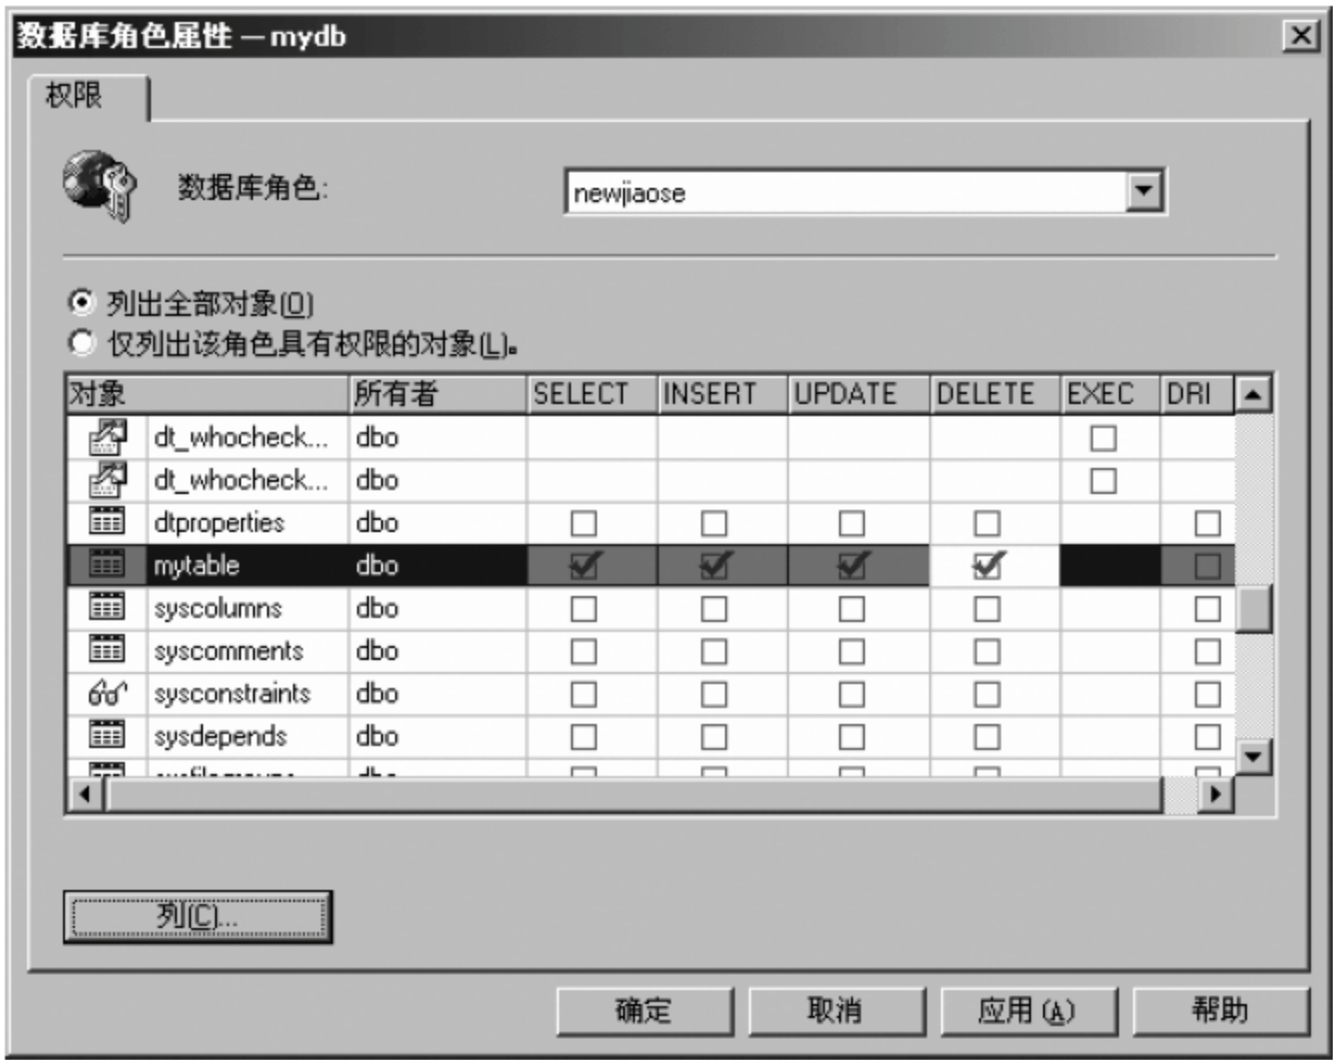 数据库角色属性 — mydb
权限
数据库角色:
newjiaose
列出全部对象(O)
仅列出该角色具有权限的对象(L)。
对象 所有者 SELECT INSERT UPDATE DELETE EXEC DRI
dt_whocheck... dbo
dt_whocheck... dbo
dtproperties dbo
mytable dbo
syscolumns dbo
syscomments dbo
sysconstraints dbo
sysdepends dbo
列(C)...
确定 取消 应用(A) 帮助